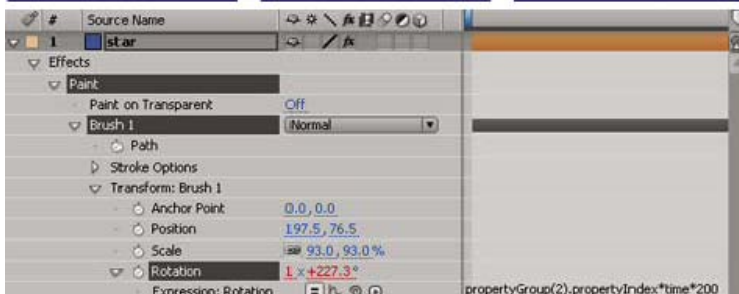 # Source Name
1 star
Effects
Paint
Paint on Transparent Off
Brush 1 Normal
Path
Stroke Options
Transform: Brush 1
Anchor Point 0.0,0.0
Position 197.5,76.5
Scale 93.0,93.0%
Rotation 1 x+227.3°
Expression: Rotation propertyGroup(2).propertyIndex*time*200